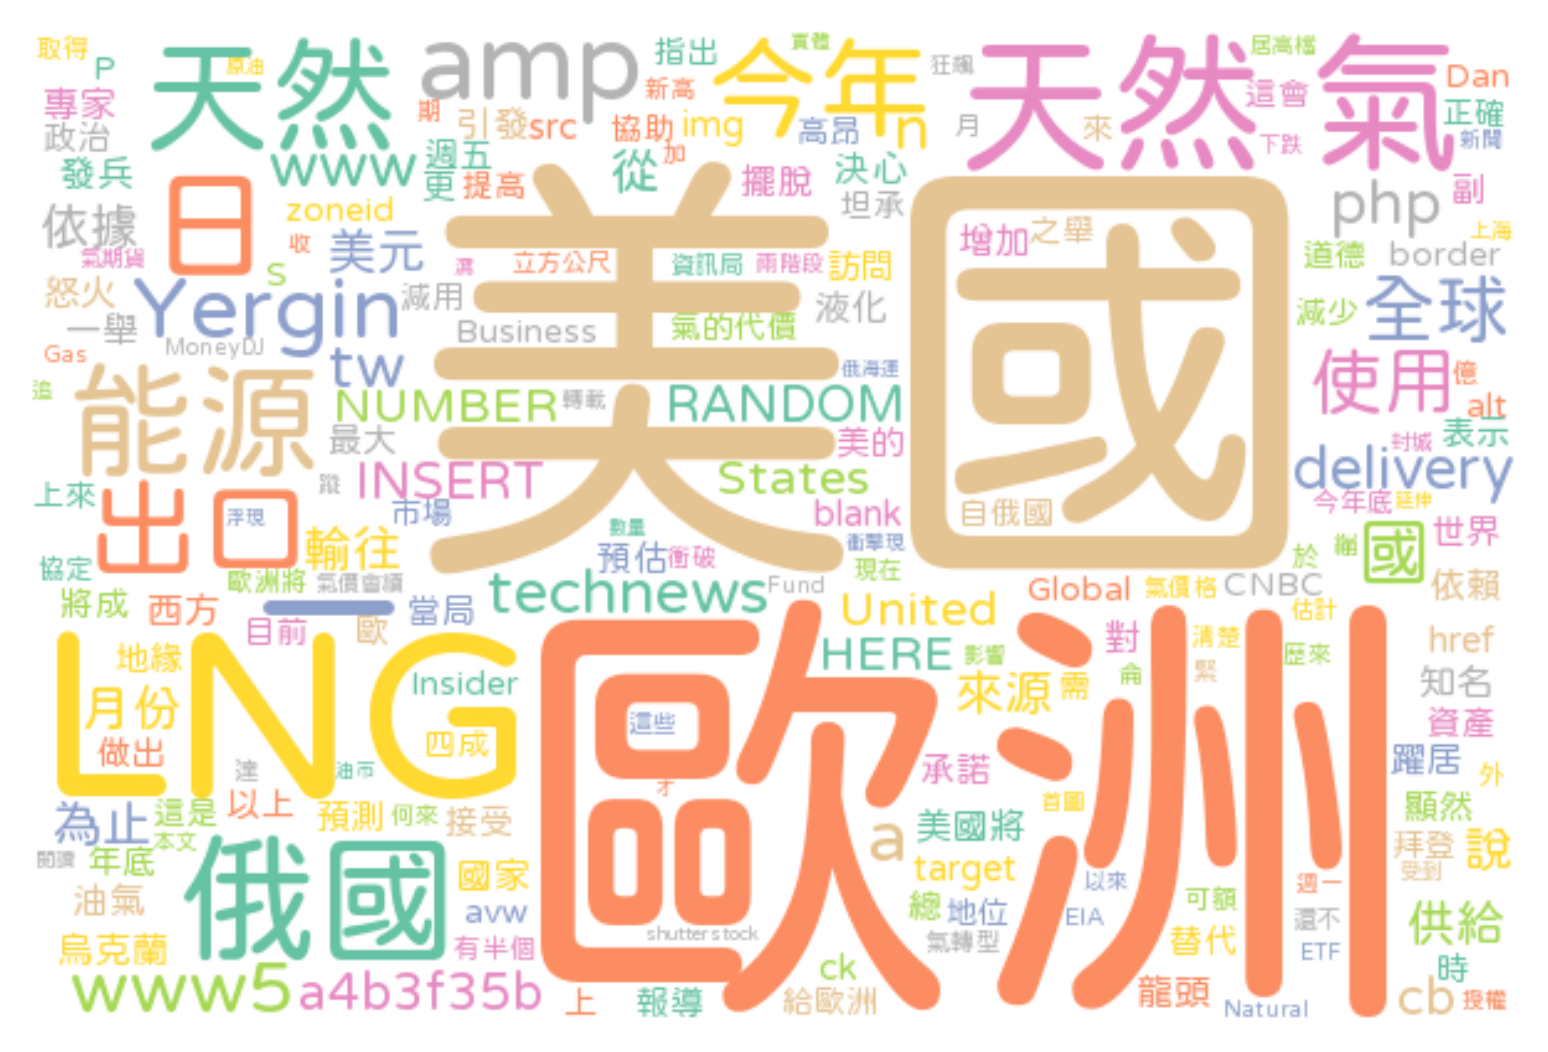 取得
P
原油
天然
amp
指出
今年
實體
狂飆
天然氣
居高檔
Dan
專家
政治
期
引發
src
新高
協助
img
高昂
n
月
來
這會
下跌
正確
新聞
發兵
www
週五
更
提高
加
從
擺脫
決心
坦承
php
副
依據
日
zoneid
收
美元
美國
增加
之舉
道德
border
上海
氣期貨
S
瀉
立方公尺
資訊局
兩階段
訪問
怒火
Yergin
減用
液化
減少
全球
一舉
MoneyDJ
Business
氣的代價
Gas
tw
俄海運
使用
億
追
能源
NUMBER
轉載
RANDOM
alt
最大
美的
封城
表示
上來
蹤
INSERT
States
delivery
出口
浮現
市場
blank
自俄國
今年底
延伸
數量
輸往
預估
衝破
衝擊現
現在
於
國
世界
協定
歐洲將
氣價會續
technews
Fund
Global
氣價格
CNBC
依賴
將成
西方
一
當局
United
估計
目前
歐
歐洲
HERE
影響
對
清楚
歷來
href
地緣
LNG
Insider
來源
需
侖
緊
知名
月份
這些
資產
做出
四成
達
油市
才
承諾
躍居
外
為止
這是
以上
預測
何來
接受
首圖
顯然
本文
a
美國將
閱讀
年底
俄國
國家
target
以來
週一
拜登
受到
說
油氣
avw
總
地位
EIA
可額
還不
供給
烏克蘭
有半個
shutterstock
氣轉型
替代
ETF
www5
a4b3f35b
上
報導
ck
給歐洲
龍頭
Natural
時
cb
授權